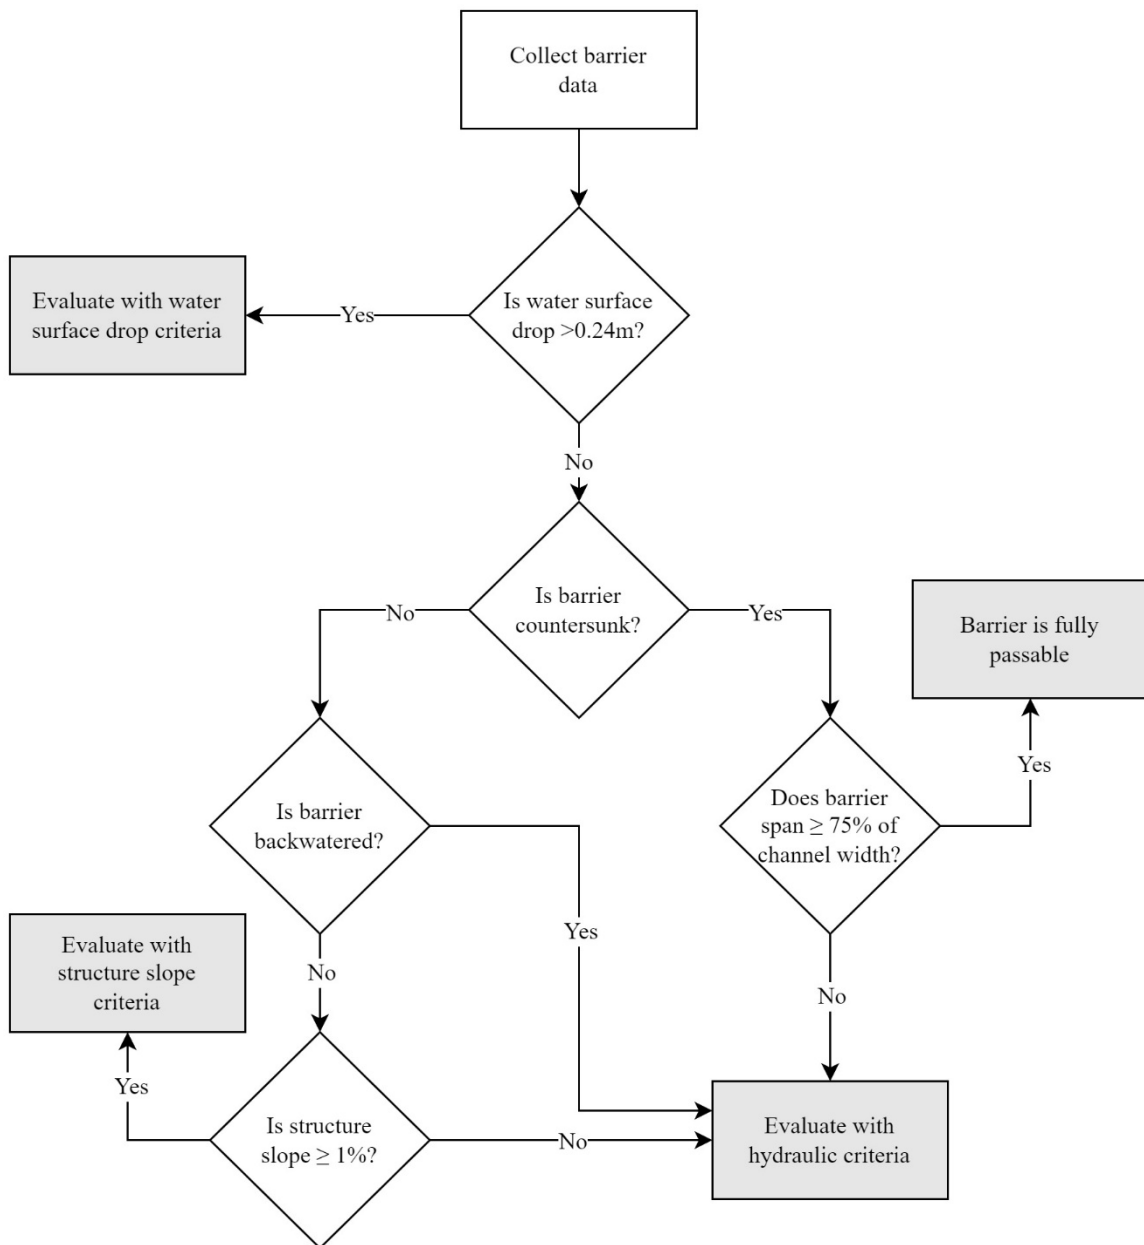 Collect barrier
data
Is water surface
drop >0.24m?
Yes
Evaluate with water
surface drop criteria
No
Is barrier
countersunk?
No
Yes
Barrier is fully
passable
Yes
Is barrier
backwatered?
Does barrier
span ≥ 75% of
channel width?
Yes
No
No
Evaluate with
structure slope
criteria
Yes
Is structure
slope ≥ 1%?
No
Evaluate with
hydraulic criteria